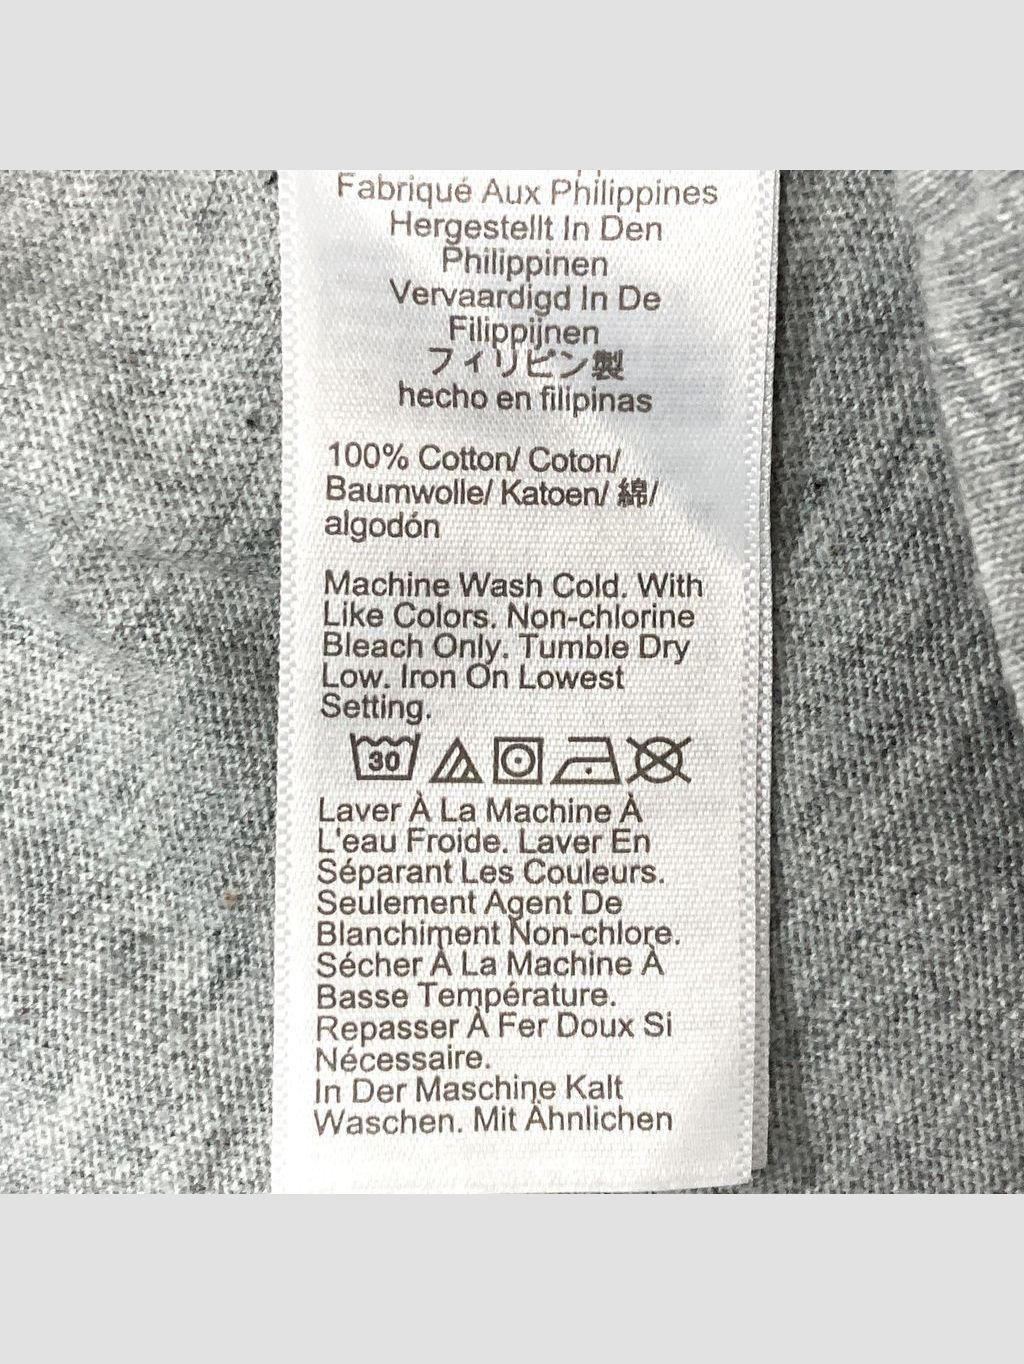 Fabriqué Aux Philippines
Hergestellt In Den
Philippinen
Vervaardigd In De
Filippijnen
フィリピン製
hecho en filipinas
100% Cotton/ Coton/
Baumwolle/ Katoen/ 綿/
algodón
Machine Wash Cold. With
Like Colors. Non-chlorine
Bleach Only. Tumble Dry
Low. Iron On Lowest
Setting.
30
Laver À La Machine À
L'eau Froide. Laver En
Séparant Les Couleurs.
Seulement Agent De
Blanchiment Non-chlore.
Sécher À La Machine À
Basse Température.
Repasser À Fer Doux Si
Nécessaire.
In Der Maschine Kalt
Waschen. Mit Ähnlichen